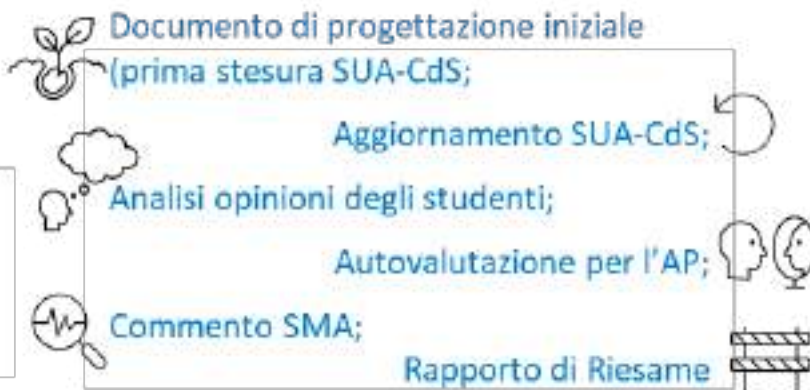 Documento di progettazione iniziale
(prima stesura SUA-CdS;
Aggiornamento SUA-CdS;
Analisi opinioni degli studenti;
Autovalutazione per l'AP;
Commento SMA;
Rapporto di Riesame